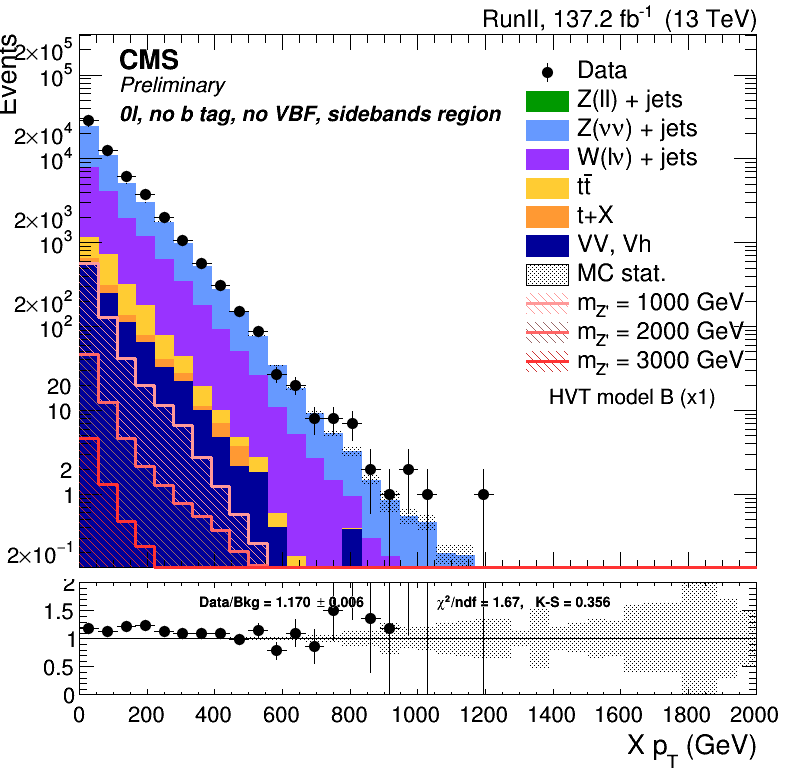 RunII, 137.2 fb⁻¹ (13 TeV)
Events
2×10⁵
10⁵
2×10⁴
10⁴
2×10³
10³
2×10²
10²
20
10
2
1
2×10⁻¹
CMS
Preliminary
0l, no b tag, no VBF, sidebands region
Data
Z(ll) + jets
Z(νν) + jets
W(lν) + jets
tt̄
t+X
VV, Vh
MC stat.
m_Z' = 1000 GeV
m_Z' = 2000 GeV
m_Z' = 3000 GeV
HVT model B (x1)
2
1.5
1
0.5
0
Data/Bkg = 1.170 ± 0.006
χ²/ndf = 1.67, K-S = 0.356
0 200 400 600 800 1000 1200 1400 1600 1800 2000
X p_T (GeV)